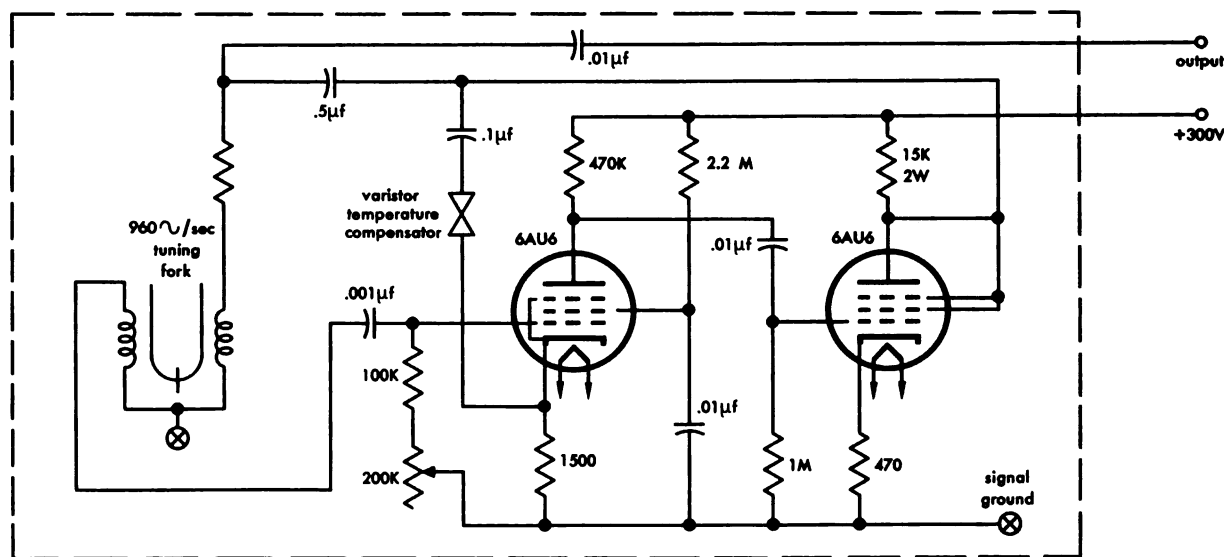 .01µf
output
.5µf
+300V
.1µf
470K
2.2 M
15K
2W
varistor
temperature
compensator
960∿/sec
tuning
fork
6AU6
.01µf
6AU6
.001µf
100K
.01µf
200K
1500
1M
470
signal
ground